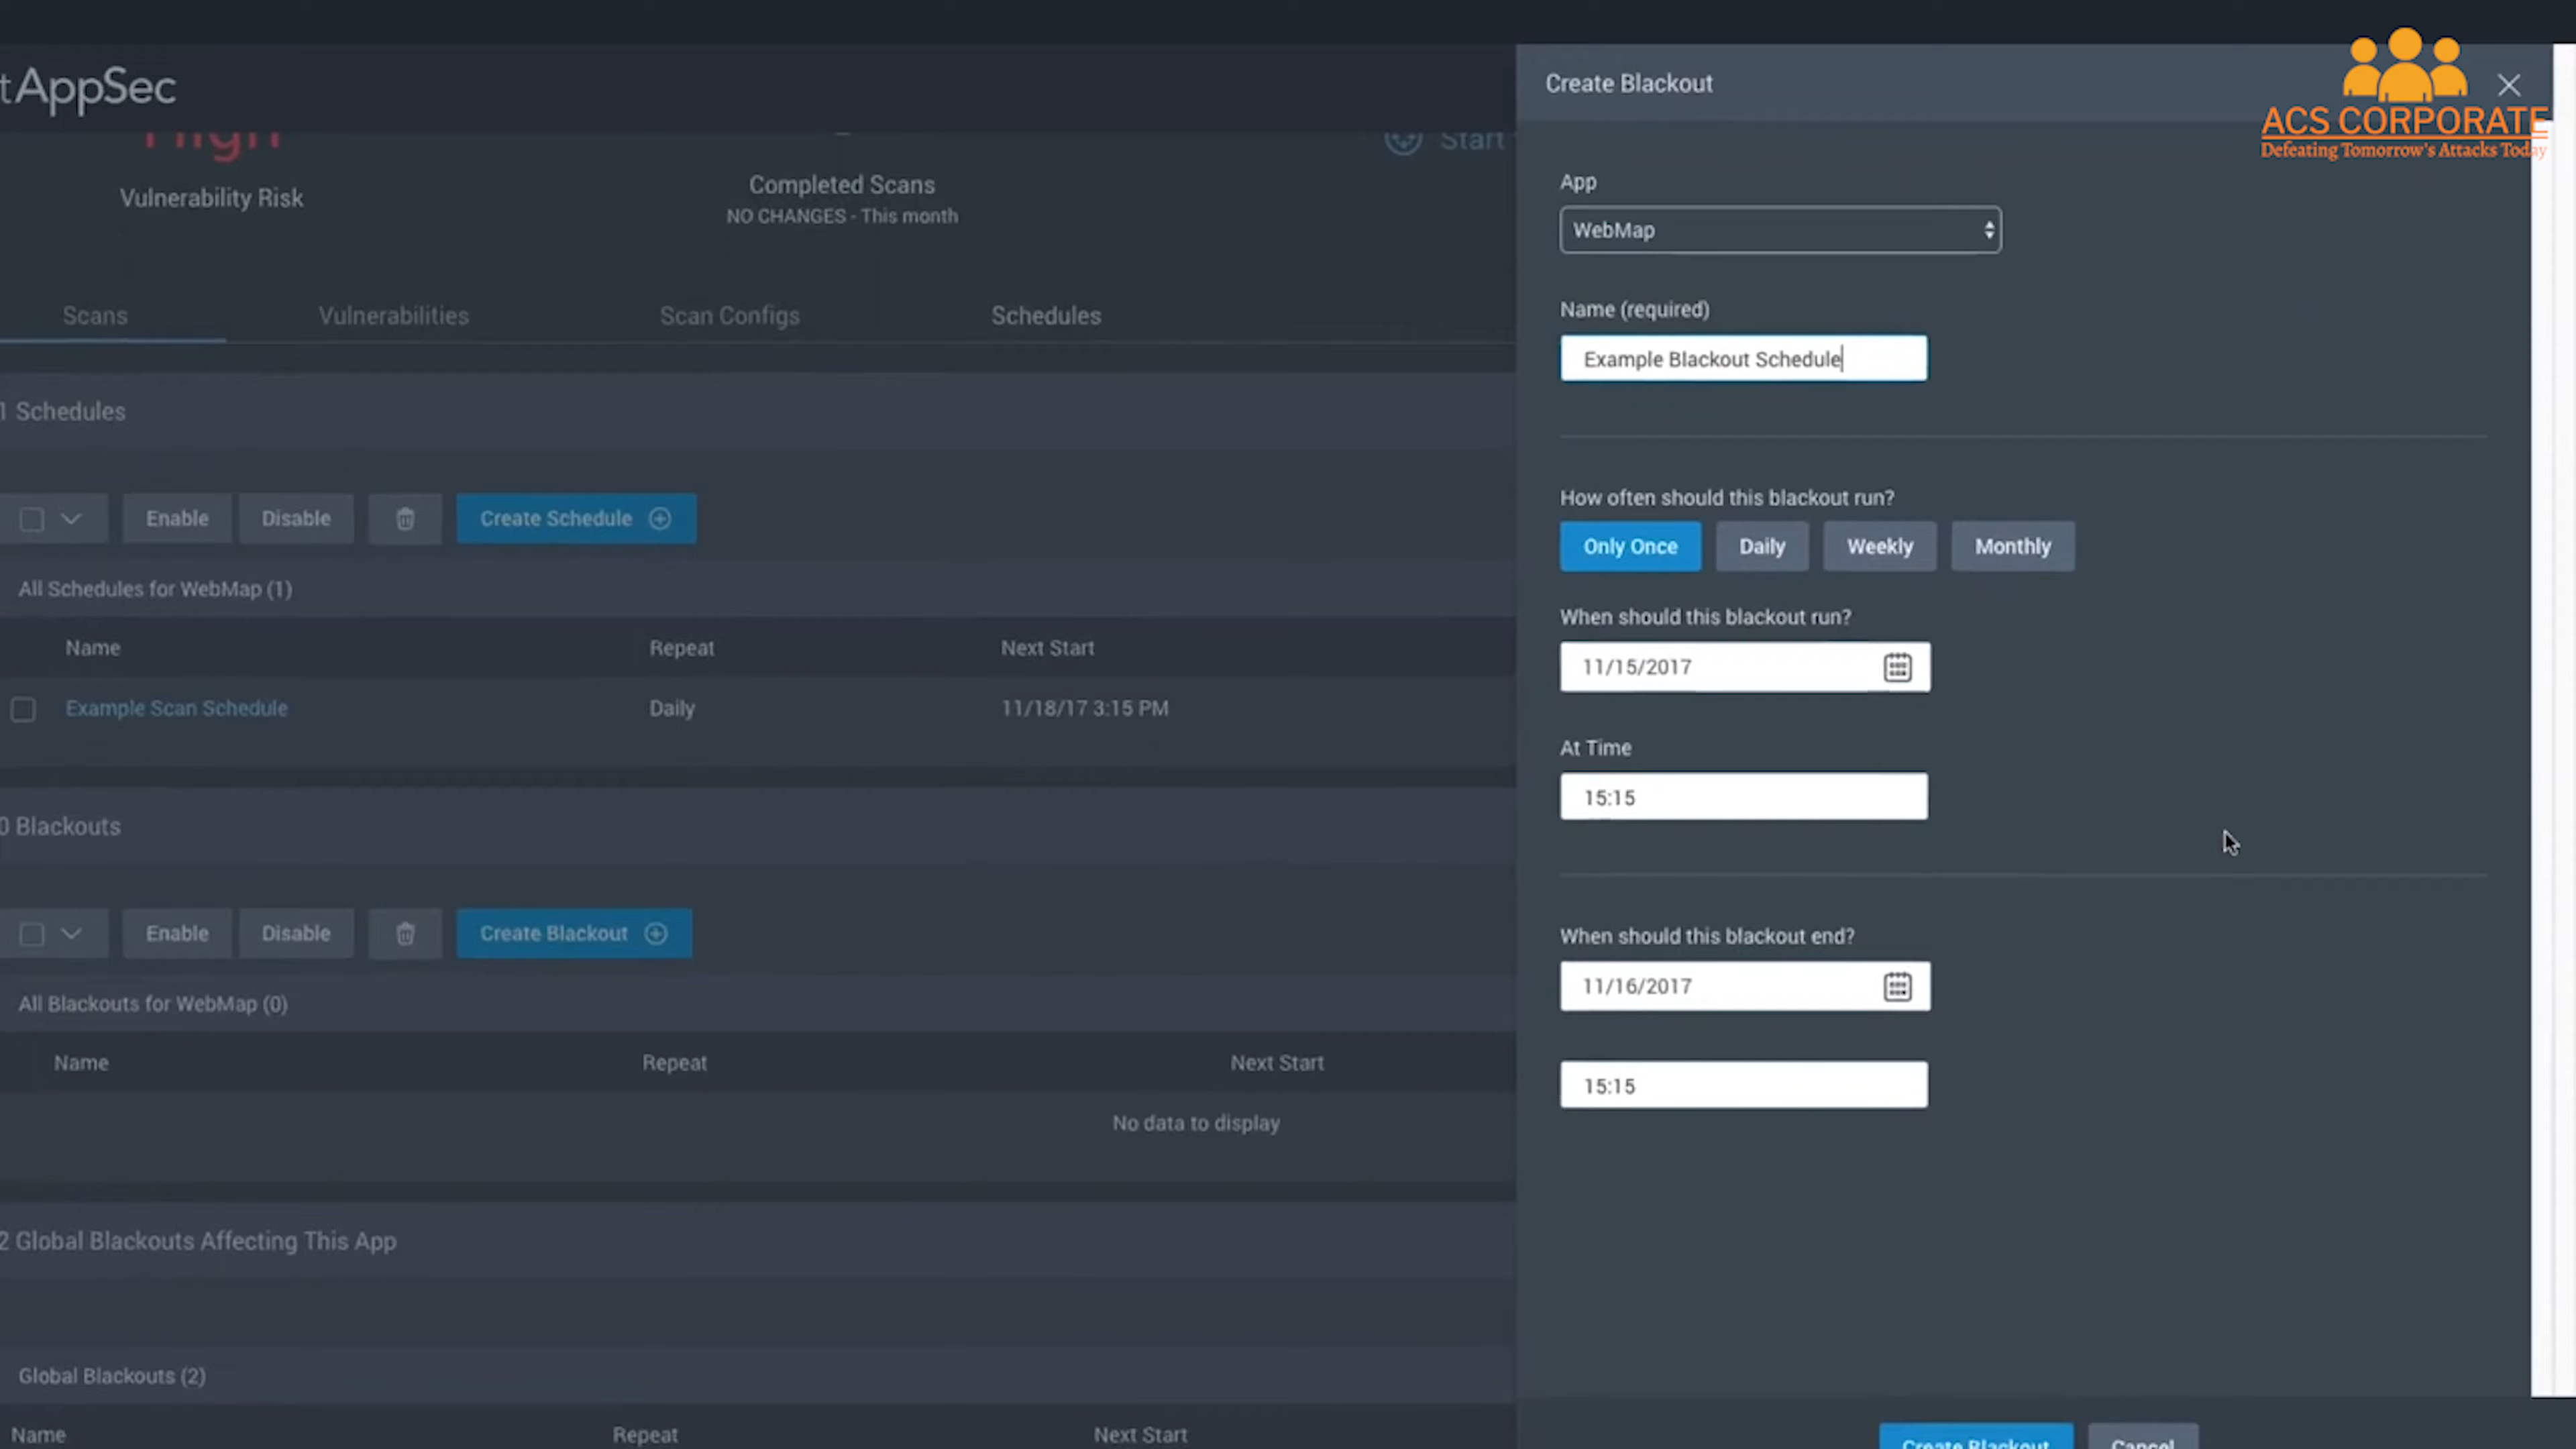 tAppSec
High
Vulnerability Risk
Completed Scans
NO CHANGES - This month
Start
Scans
Vulnerabilities
Scan Configs
Schedules
1 Schedules
Enable
Disable
Create Schedule
All Schedules for WebMap (1)
Name
Repeat
Next Start
Example Scan Schedule
Daily
11/18/17 3:15 PM
0 Blackouts
Enable
Disable
Create Blackout
All Blackouts for WebMap (0)
Name
Repeat
Next Start
No data to display
2 Global Blackouts Affecting This App
Global Blackouts (2)
Name
Repeat
Next Start
Create Blackout
ACS CORPORATE
Defeating Tomorrow's Attacks Today
App
WebMap
Name (required)
Example Blackout Schedule
How often should this blackout run?
Only Once
Daily
Weekly
Monthly
When should this blackout run?
11/15/2017
At Time
15:15
When should this blackout end?
11/16/2017
15:15
Create Blackout
Cancel